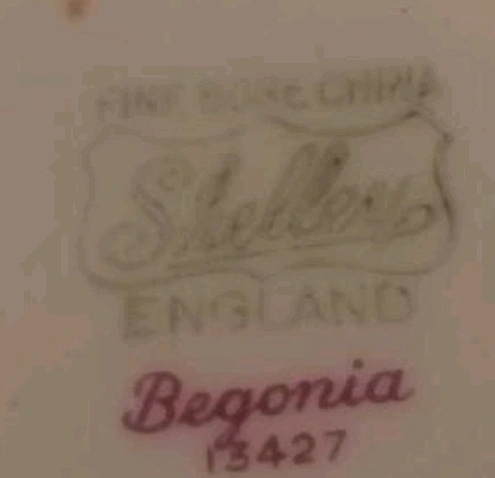 FINE BONE CHINA
Shelley
ENGLAND
Begonia
13427